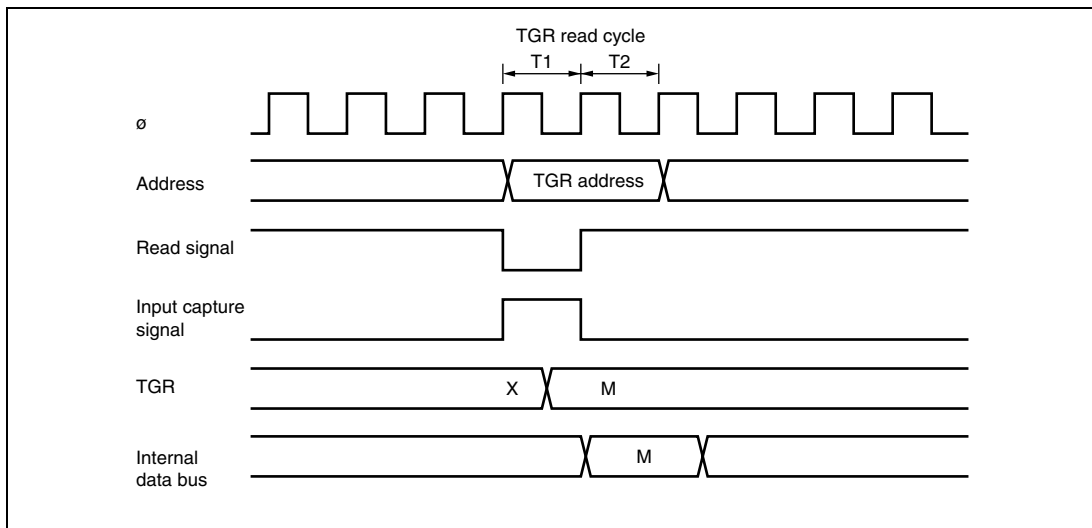 TGR read cycle
T1 T2
ø
Address
TGR address
Read signal
Input capture
signal
TGR
X M
Internal
data bus
M